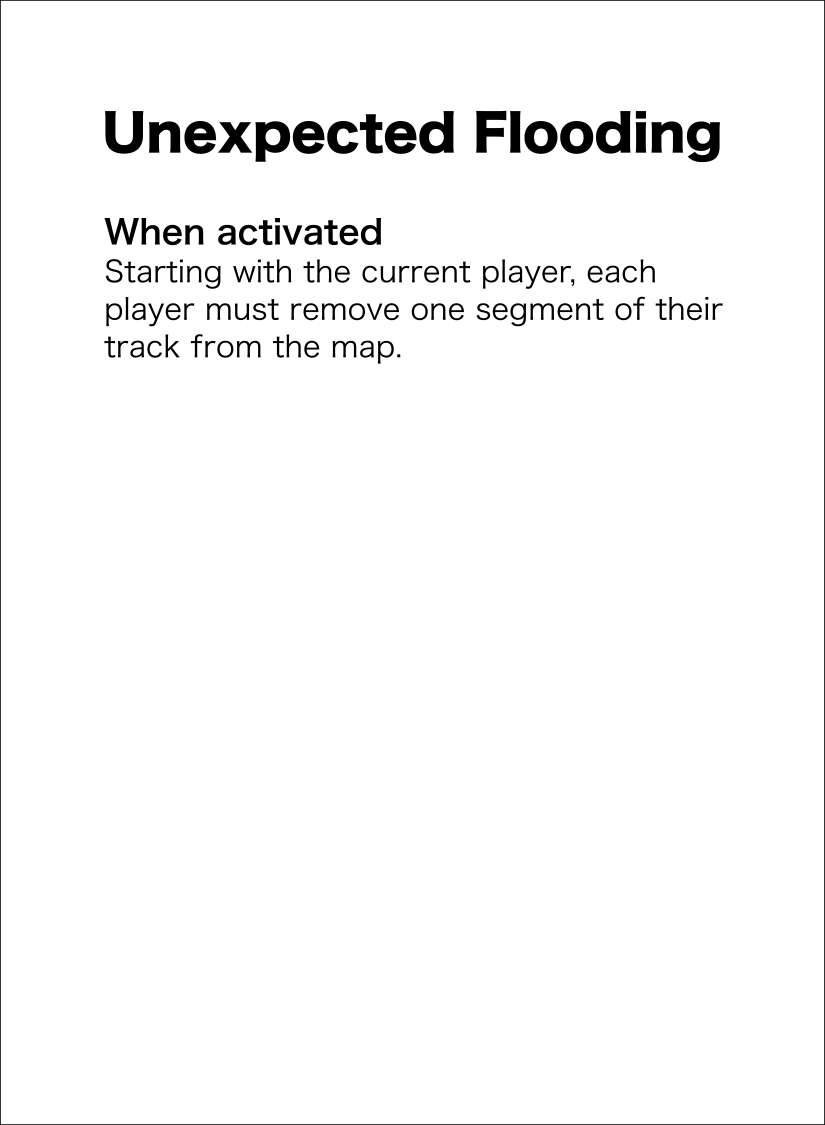 Unexpected Flooding
When activated
Starting with the current player, each
player must remove one segment of their
track from the map.